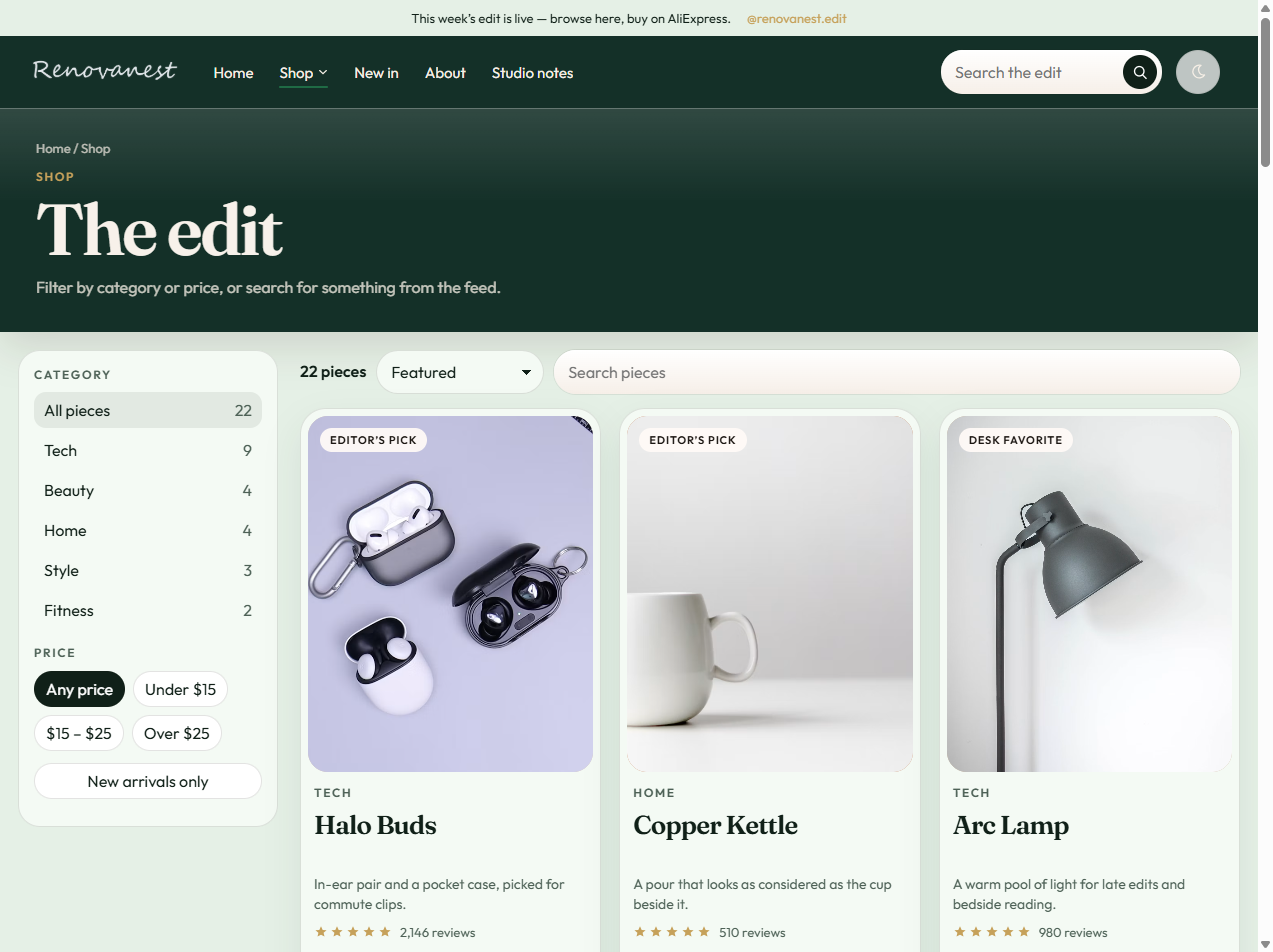 This week's edit is live — browse here, buy on AliExpress. @renovanest.edit
Renovanest Home Shop New in About Studio notes Search the edit
Home / Shop
SHOP
The edit
Filter by category or price, or search for something from the feed.
CATEGORY
All pieces 22
Tech 9
Beauty 4
Home 4
Style 3
Fitness 2
PRICE
Any price Under $15
$15 – $25 Over $25
New arrivals only
22 pieces Featured Search pieces
EDITOR'S PICK EDITOR'S PICK DESK FAVORITE
TECH
Halo Buds
In-ear pair and a pocket case, picked for
commute clips.
★★★★★ 2,146 reviews
HOME
Copper Kettle
A pour that looks as considered as the cup
beside it.
★★★★★ 510 reviews
TECH
Arc Lamp
A warm pool of light for late edits and
bedside reading.
★★★★★ 980 reviews